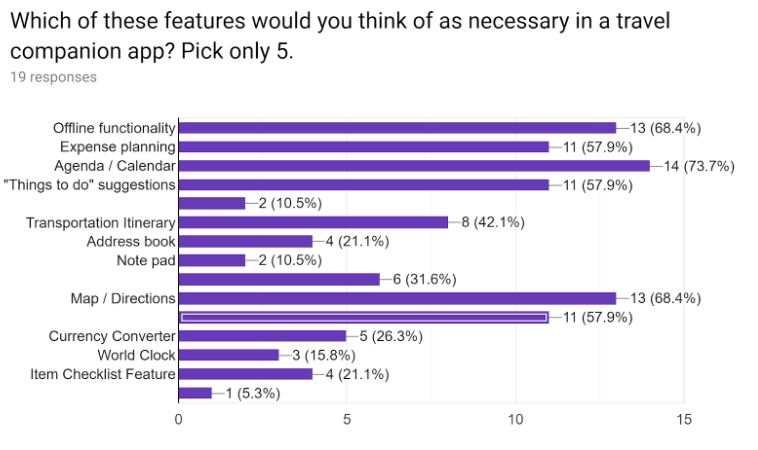 Which of these features would you think of as necessary in a travel
companion app? Pick only 5.
19 responses
Offline functionality 13 (68.4%)
Expense planning 11 (57.9%)
Agenda / Calendar 14 (73.7%)
"Things to do" suggestions 11 (57.9%)
2 (10.5%)
Transportation Itinerary 8 (42.1%)
Address book 4 (21.1%)
Note pad 2 (10.5%)
6 (31.6%)
Map / Directions 13 (68.4%)
11 (57.9%)
Currency Converter 5 (26.3%)
World Clock 3 (15.8%)
Item Checklist Feature 4 (21.1%)
1 (5.3%)
0 5 10 15